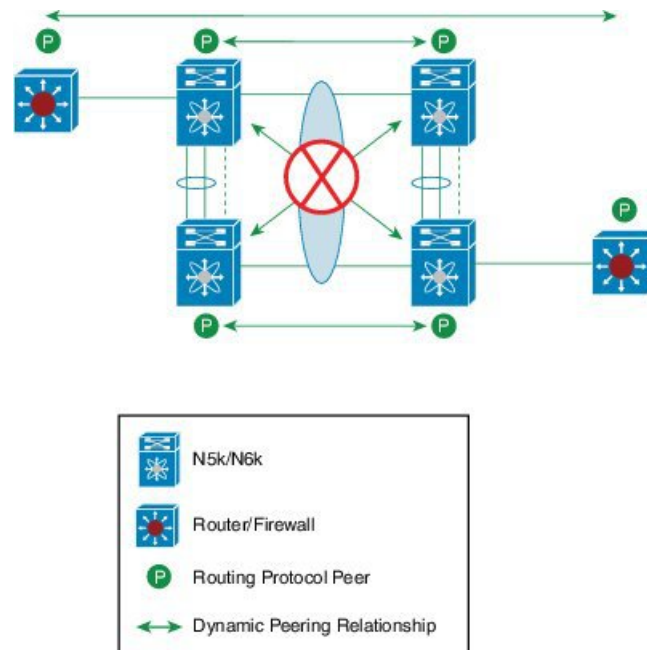 P
P
P
P
P
P
N5k/N6k
Router/Firewall
P Routing Protocol Peer
Dynamic Peering Relationship